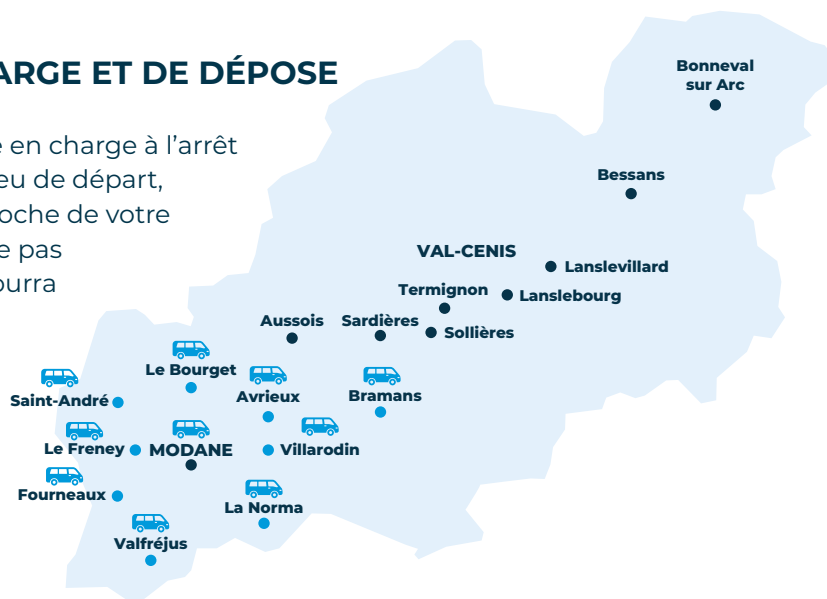 ARGE ET DE DÉPOSE
en charge à l'arrêt
eu de départ,
oche de votre
e pas
ourra
Bonneval
sur Arc
Bessans
VAL-CENIS
Lanslevillard
Termignon
Lanslebourg
Aussois
Sardières
Sollières
Le Bourget
Saint-André
Avrieux
Bramans
Le Freney
MODANE
Villarodin
Fourneaux
La Norma
Valfréjus